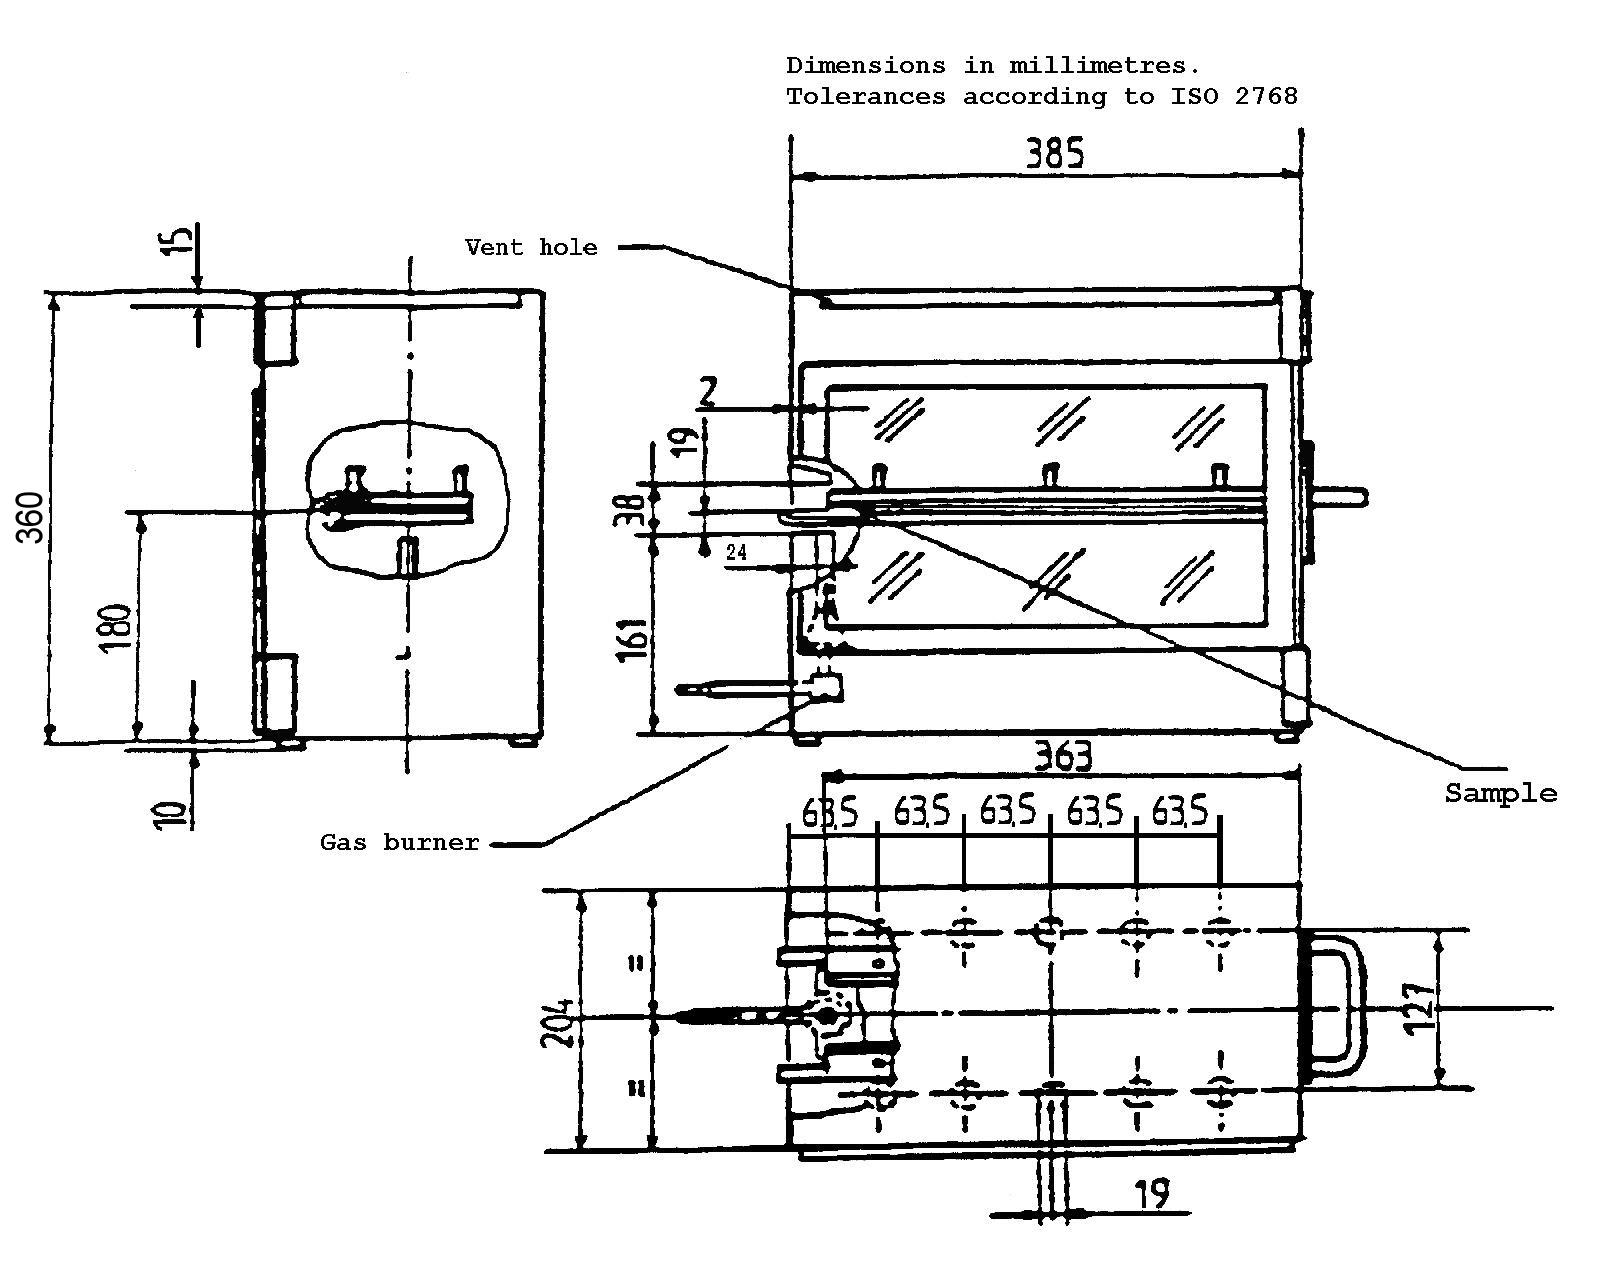 Dimensions in millimetres.
Tolerances according to ISO 2768
385
15
Vent hole
2
19
360
38
24
180
161
10
363
Sample
63,5 63,5 63,5 63,5 63,5
Gas burner
=
204
127
=
19